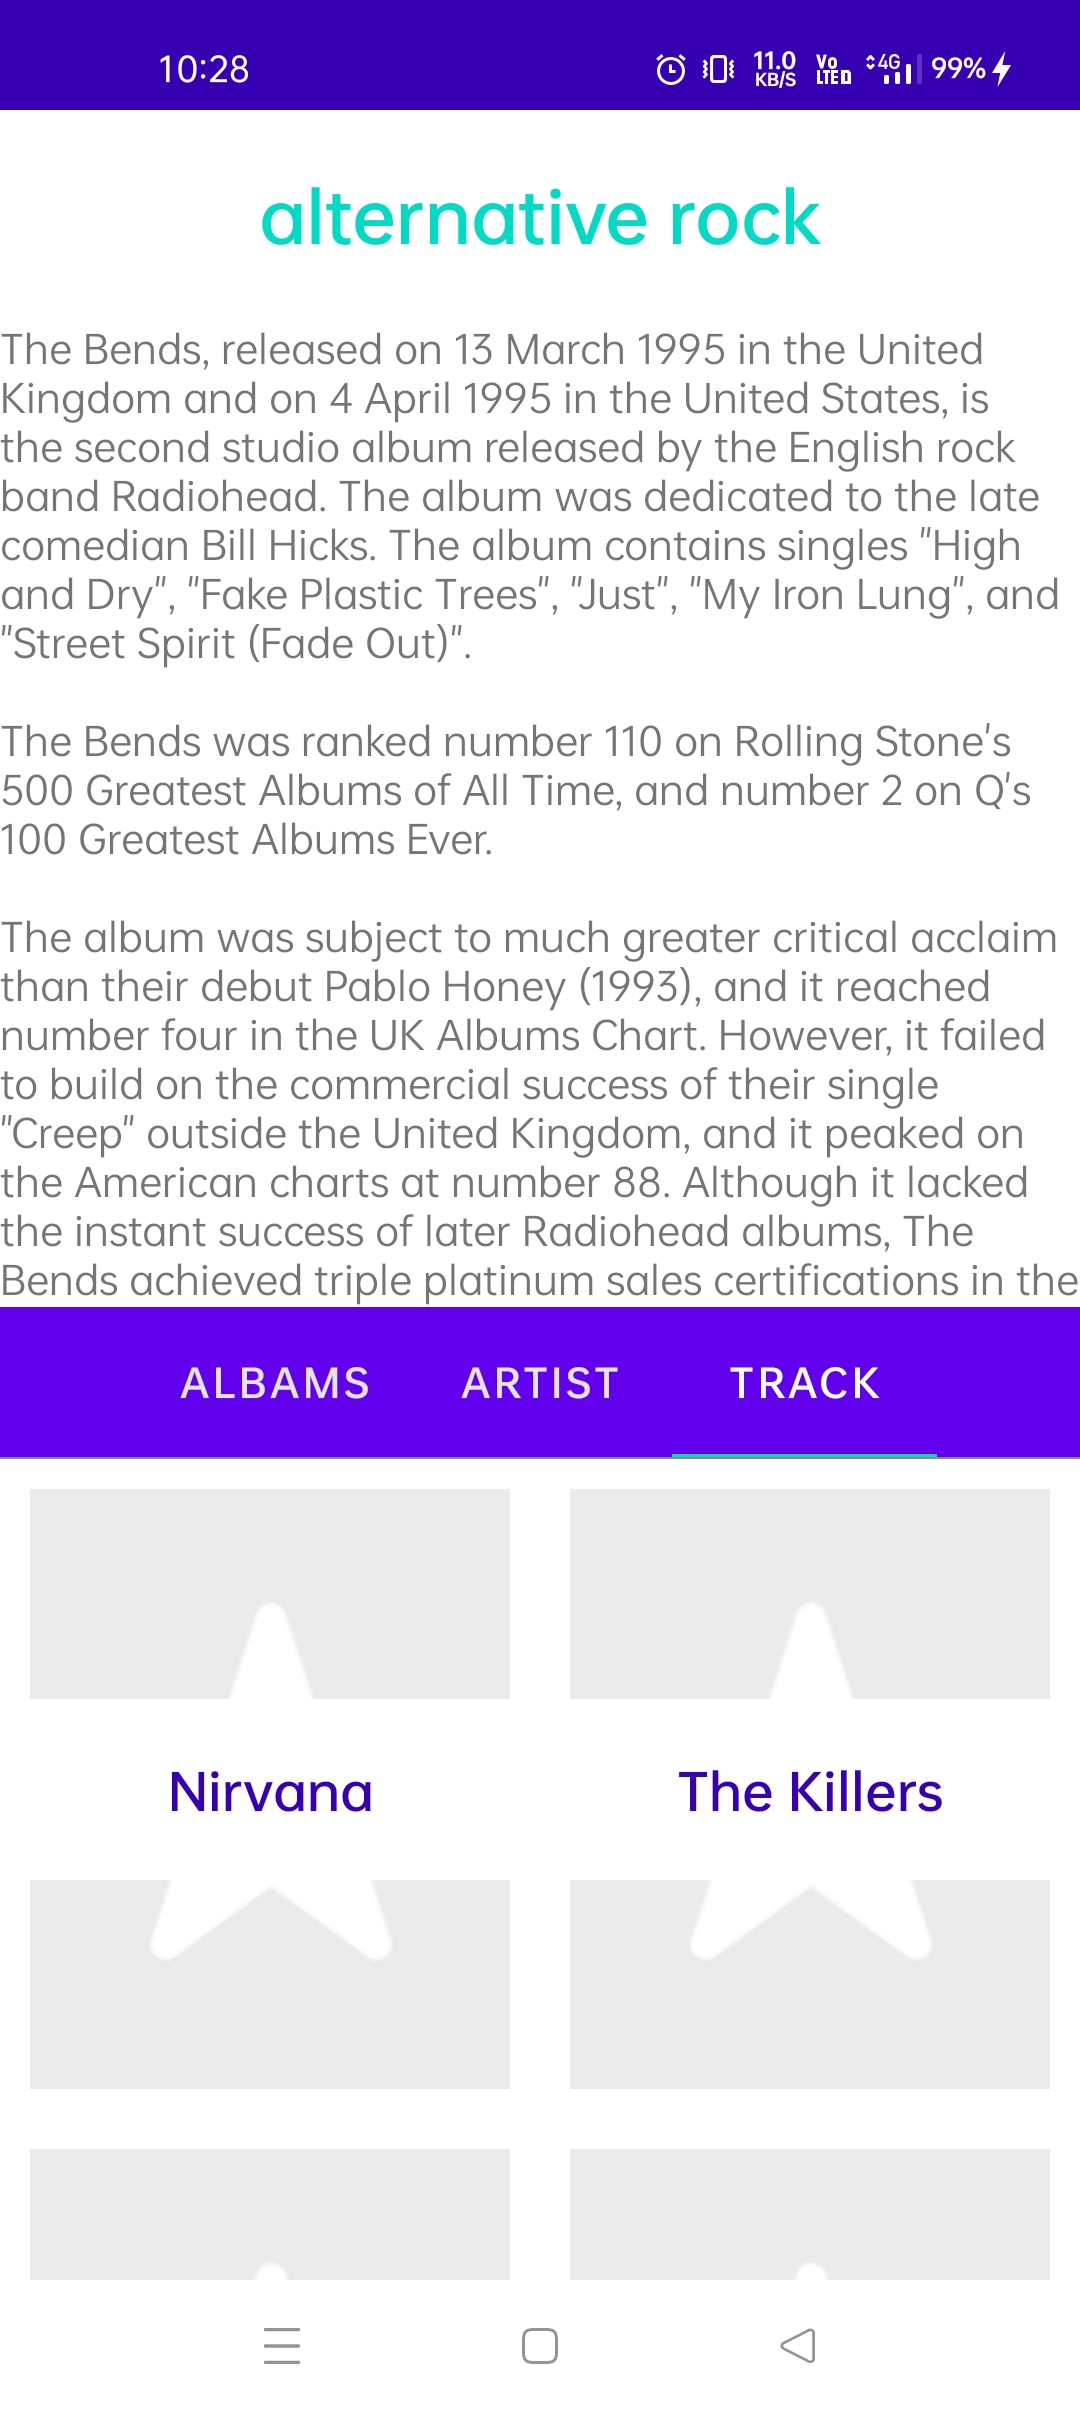 10:28
11.0
KB/S
Vo
LTE
4G
99%
alternative rock
The Bends, released on 13 March 1995 in the United
Kingdom and on 4 April 1995 in the United States, is
the second studio album released by the English rock
band Radiohead. The album was dedicated to the late
comedian Bill Hicks. The album contains singles "High
and Dry", "Fake Plastic Trees", "Just", "My Iron Lung", and
"Street Spirit (Fade Out)".
The Bends was ranked number 110 on Rolling Stone's
500 Greatest Albums of All Time, and number 2 on Q's
100 Greatest Albums Ever.
The album was subject to much greater critical acclaim
than their debut Pablo Honey (1993), and it reached
number four in the UK Albums Chart. However, it failed
to build on the commercial success of their single
"Creep" outside the United Kingdom, and it peaked on
the American charts at number 88. Although it lacked
the instant success of later Radiohead albums, The
Bends achieved triple platinum sales certifications in the
ALBAMS ARTIST TRACK
Nirvana The Killers